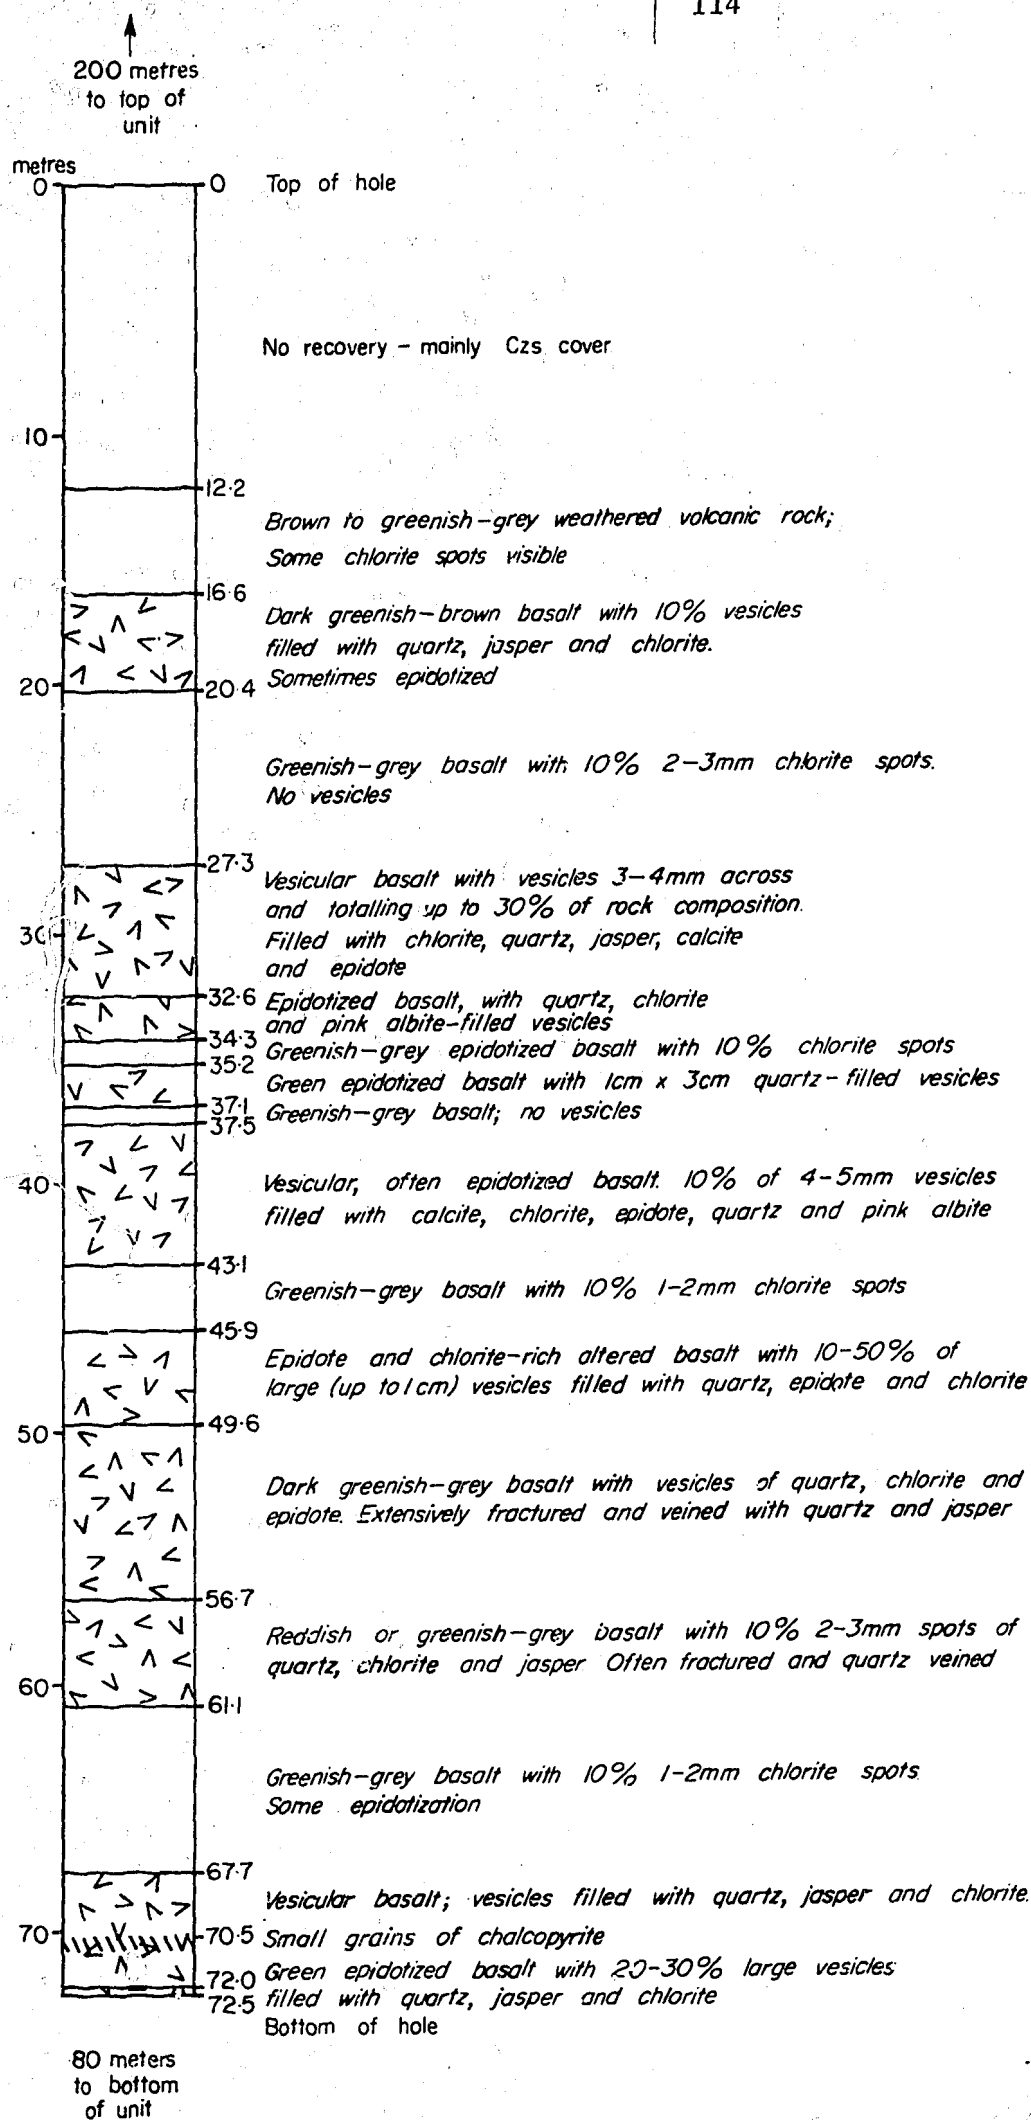 114
200 metres
to top of
unit
metres
0 0 Top of hole
No recovery - mainly Czs cover
10
12·2
Brown to greenish-grey weathered volcanic rock;
Some chlorite spots visible
16·6
Dark greenish-brown basalt with 10% vesicles
filled with quartz, jasper and chlorite.
20 20·4 Sometimes epidotized
Greenish-grey basalt with 10% 2-3mm chlorite spots.
No vesicles
27·3
Vesicular basalt with vesicles 3-4mm across
and totalling up to 30% of rock composition.
30 Filled with chlorite, quartz, jasper, calcite
and epidote
32·6 Epidotized basalt, with quartz, chlorite
and pink albite-filled vesicles
34·3
Greenish-grey epidotized basalt with 10% chlorite spots
35·2
Green epidotized basalt with 1cm x 3cm quartz-filled vesicles
37·1
Greenish-grey basalt; no vesicles
37·5
40 Vesicular, often epidotized basalt. 10% of 4-5mm vesicles
filled with calcite, chlorite, epidote, quartz and pink albite
43·1
Greenish-grey basalt with 10% 1-2mm chlorite spots
45·9
Epidote and chlorite-rich altered basalt with 10-50% of
large (up to 1cm) vesicles filled with quartz, epidote and chlorite
49·6
50
Dark greenish-grey basalt with vesicles of quartz, chlorite and
epidote. Extensively fractured and veined with quartz and jasper
56·7
Reddish or greenish-grey basalt with 10% 2-3mm spots of
quartz, chlorite and jasper Often fractured and quartz veined
60
61·1
Greenish-grey basalt with 10% 1-2mm chlorite spots
Some epidotization
67·7
Vesicular basalt; vesicles filled with quartz, jasper and chlorite.
70 70·5 Small grains of chalcopyrite
72·0 Green epidotized basalt with 20-30% large vesicles
72·5 filled with quartz, jasper and chlorite
Bottom of hole
80 meters
to bottom
of unit